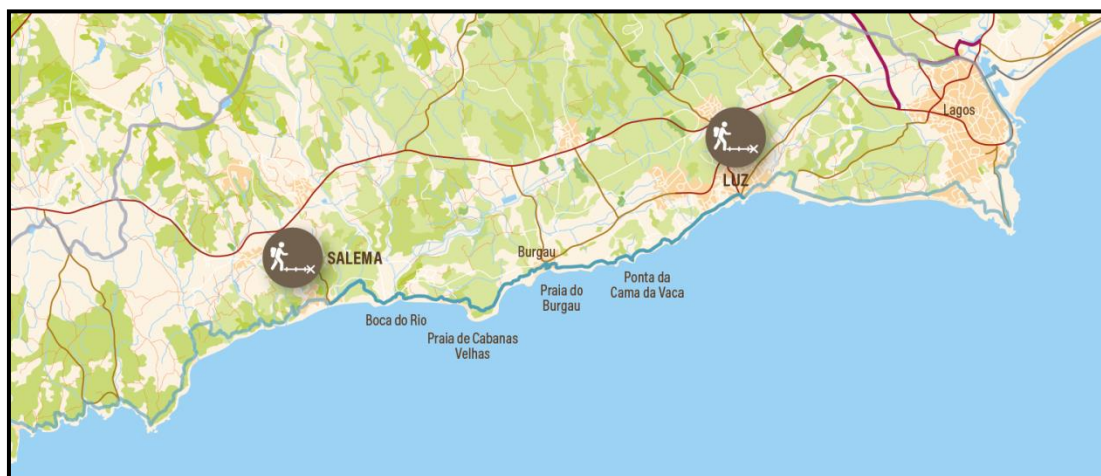 Lagos
LUZ
SALEMA
Burgau
Ponta da
Cama da Vaca
Praia do
Burgau
Boca do Rio
Praia de Cabanas
Velhas